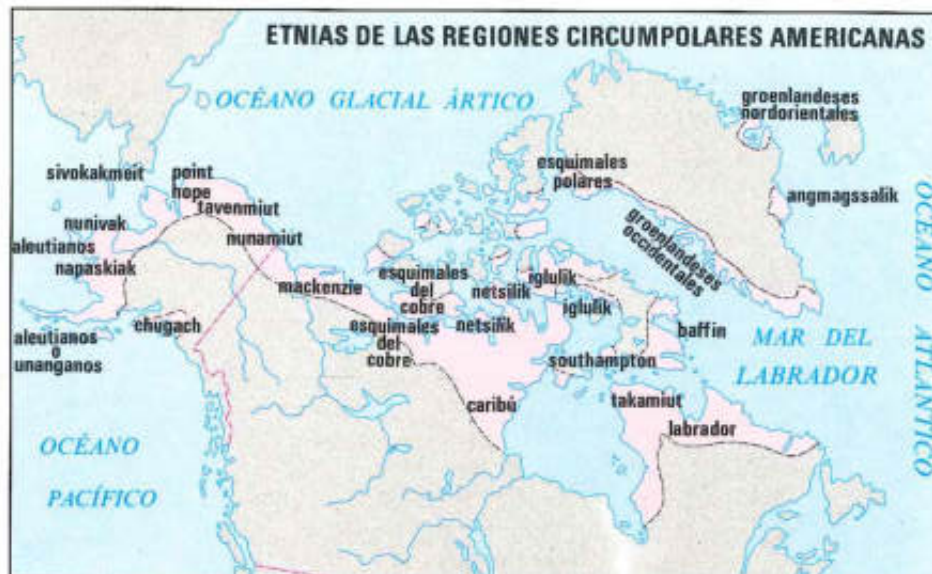 ETNIAS DE LAS REGIONES CIRCUMPOLARES AMERICANAS
OCÉANO GLACIAL ÁRTICO
groenlandeses
nordorientales
sivokakmeit
point
hope
esquimales
polares
angmagssalik
tavenmiut
nunivak
nunamiut
aleutianos
napaskiak
groenlandeses
occidentales
OCÉANO ATLÁNTICO
mackenzie
esquimales
del
cobre
netsilik
iglulik
iglulik
chugach
esquimales
del
cobre
netsilik
baffin
aleutianos
o
unanganos
southampton
MAR DEL
LABRADOR
caribú
takamiut
labrador
OCÉANO
PACÍFICO